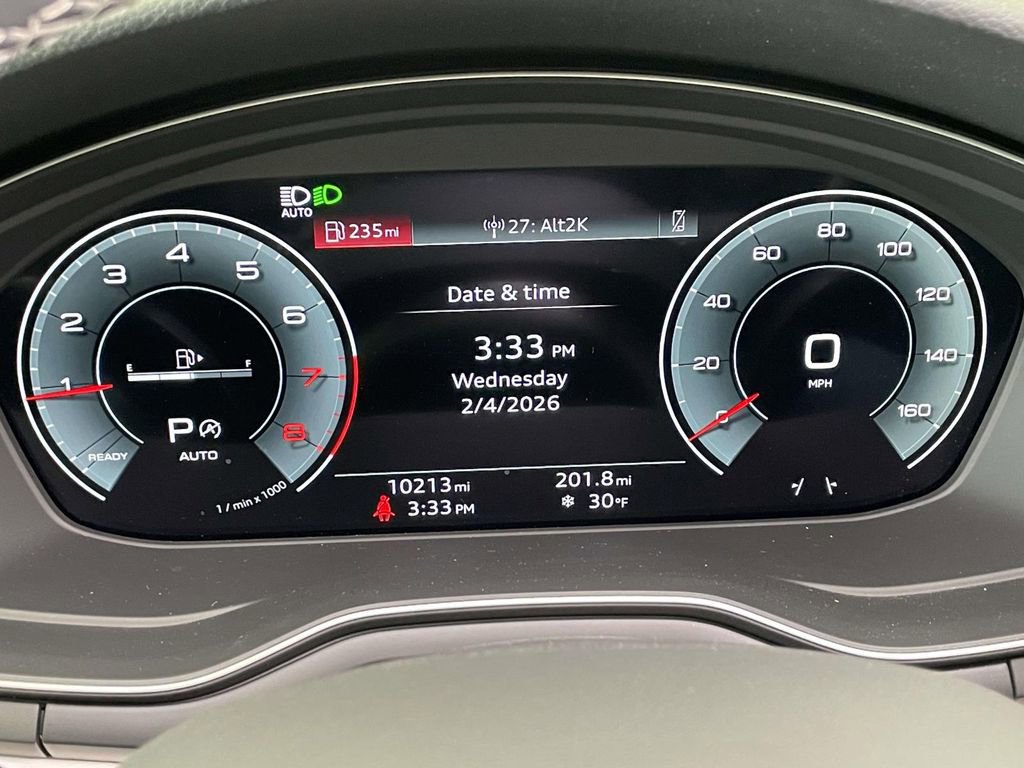 AUTO
235 mi
27: Alt2K
1
2
3
4
5
6
7
8
E
F
P
AUTO
READY
1 / min x 1000
Date & time
3:33 PM
Wednesday
2/4/2026
10213 mi
201.8 mi
3:33 PM
30°F
0
20
40
60
80
100
120
140
160
0
MPH